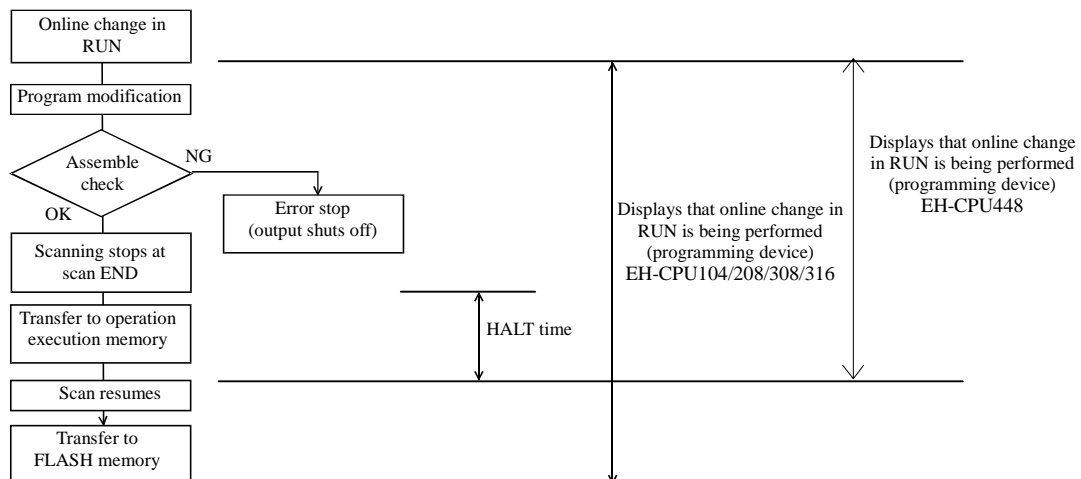 Online change in
RUN
Program modification
Assemble
check
NG
OK
Error stop
(output shuts off)
Scanning stops at
scan END
Transfer to operation
execution memory
Scan resumes
Transfer to
FLASH memory
HALT time
Displays that online change in
RUN is being performed
(programming device)
EH-CPU104/208/308/316
Displays that online change
in RUN is being performed
(programming device)
EH-CPU448